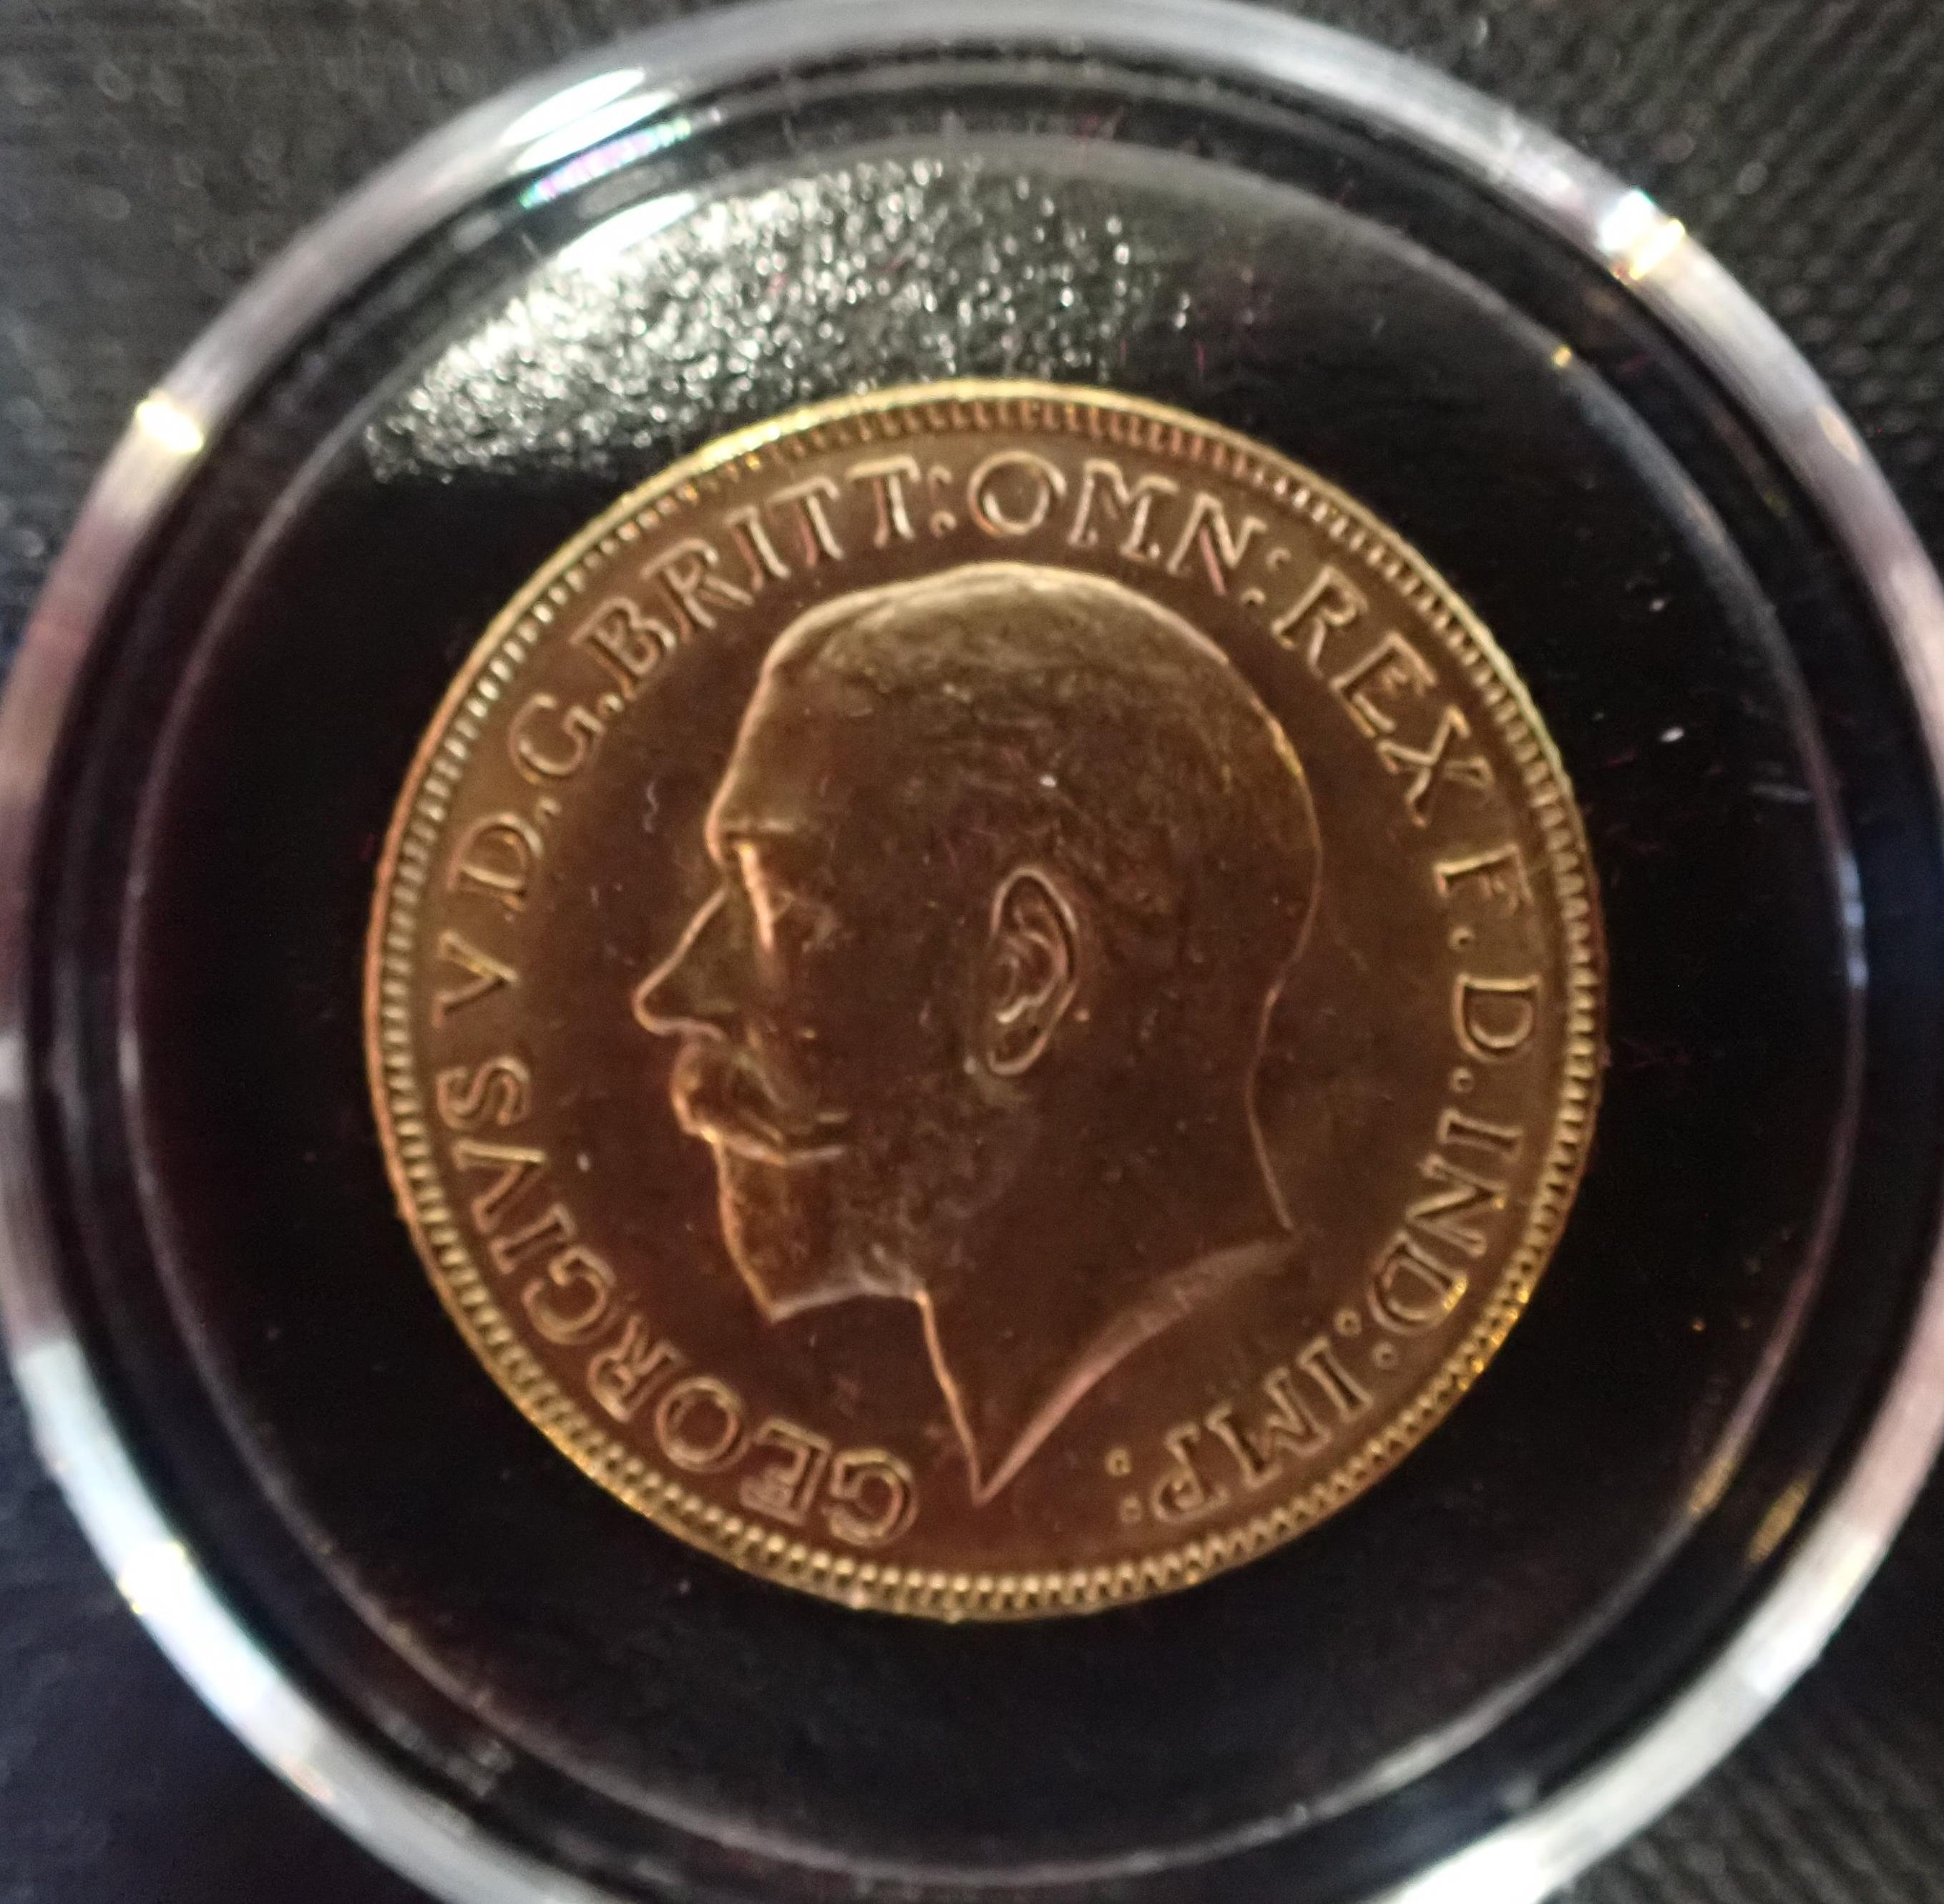 GEORGIVS V D.G.BRITT:OMN:REX F.D.IND:IMP: